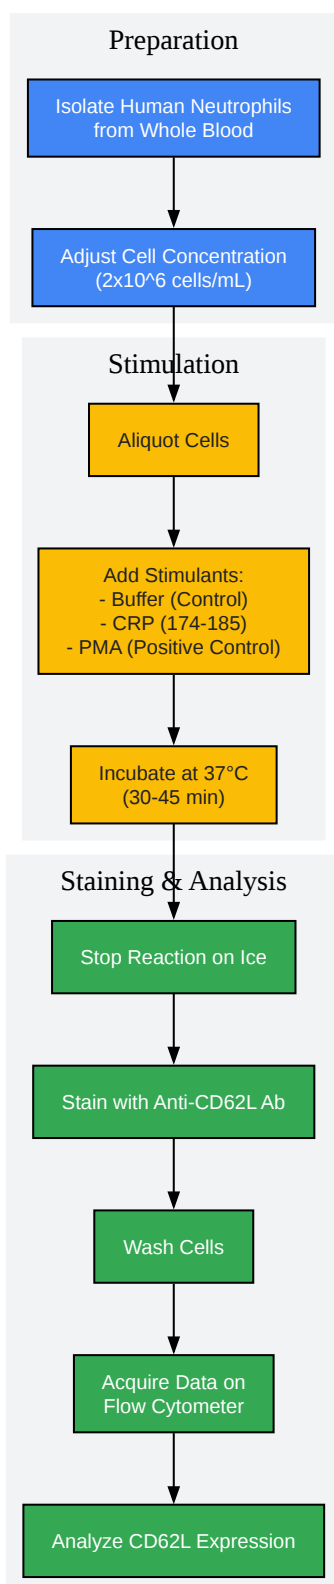 Preparation
Isolate Human Neutrophils
from Whole Blood
Adjust Cell Concentration
(2x10^6 cells/mL)
Stimulation
Aliquot Cells
Add Stimulants:
- Buffer (Control)
- CRP (174-185)
- PMA (Positive Control)
Incubate at 37°C
(30-45 min)
Staining & Analysis
Stop Reaction on Ice
Stain with Anti-CD62L Ab
Wash Cells
Acquire Data on
Flow Cytometer
Analyze CD62L Expression